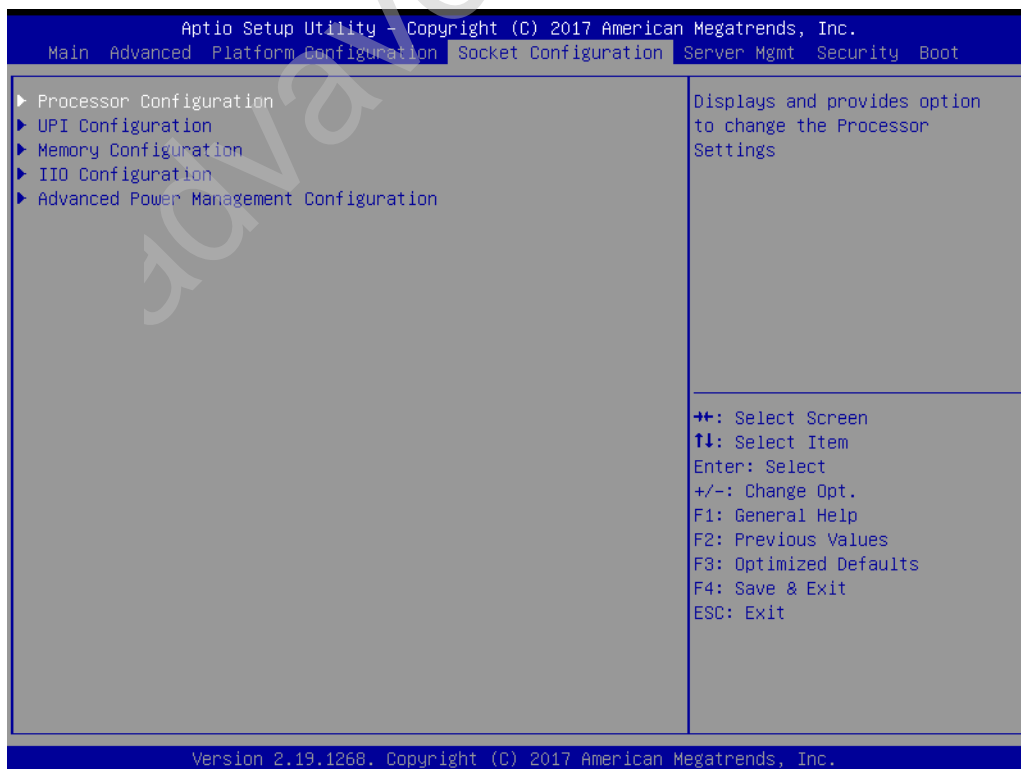 Aptio Setup Utility – Copyright (C) 2017 American Megatrends, Inc.
Main Advanced Platform Configuration Socket Configuration Server Mgmt Security Boot
Processor Configuration
UPI Configuration
Memory Configuration
IIO Configuration
Advanced Power Management Configuration
Displays and provides option
to change the Processor
Settings
→←: Select Screen
↑↓: Select Item
Enter: Select
+/-: Change Opt.
F1: General Help
F2: Previous Values
F3: Optimized Defaults
F4: Save & Exit
ESC: Exit
Version 2.19.1268. Copyright (C) 2017 American Megatrends, Inc.